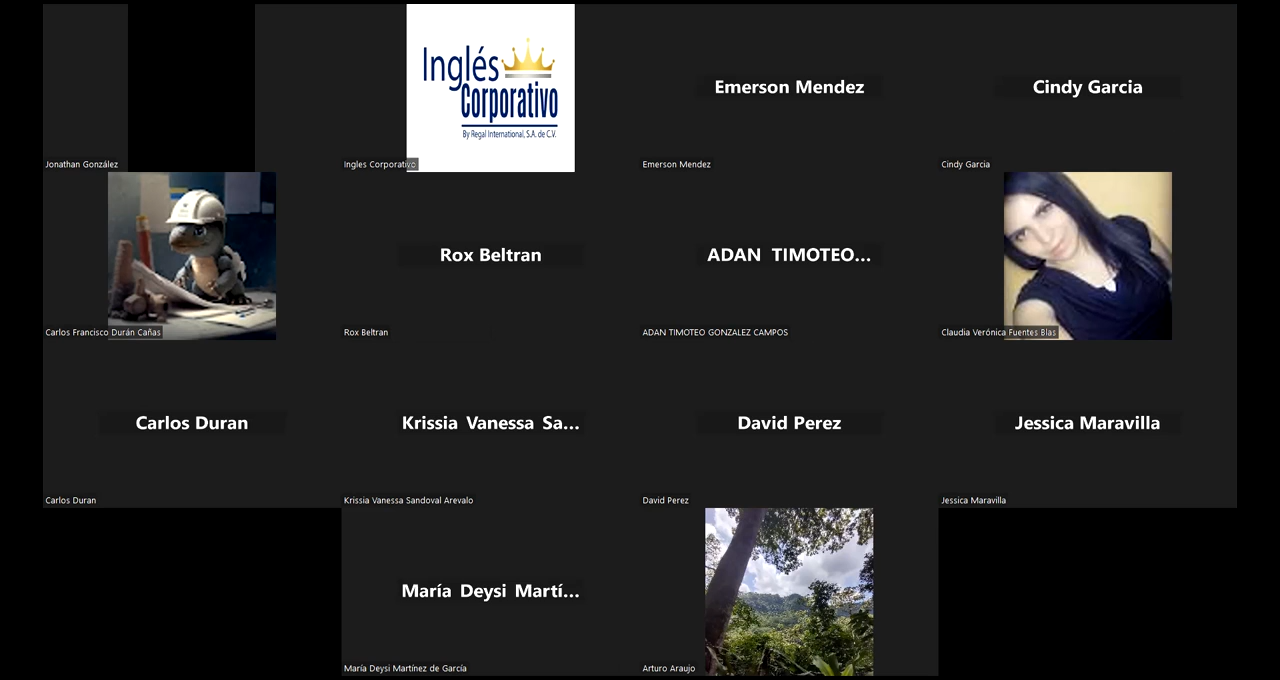 Inglés
Corporativo
By Regal International, S.A. de C.V.
Emerson Mendez
Cindy Garcia
Jonathan González
Ingles Corporativo
Emerson Mendez
Cindy Garcia
Rox Beltran
ADAN TIMOTEO...
Carlos Francisco Durán Cañas
Rox Beltran
ADAN TIMOTEO GONZALEZ CAMPOS
Claudia Verónica Fuentes Blas
Carlos Duran
Krissia Vanessa Sa...
David Perez
Jessica Maravilla
Carlos Duran
Krissia Vanessa Sandoval Arevalo
David Perez
Jessica Maravilla
María Deysi Martí...
María Deysi Martínez de García
Arturo Araujo